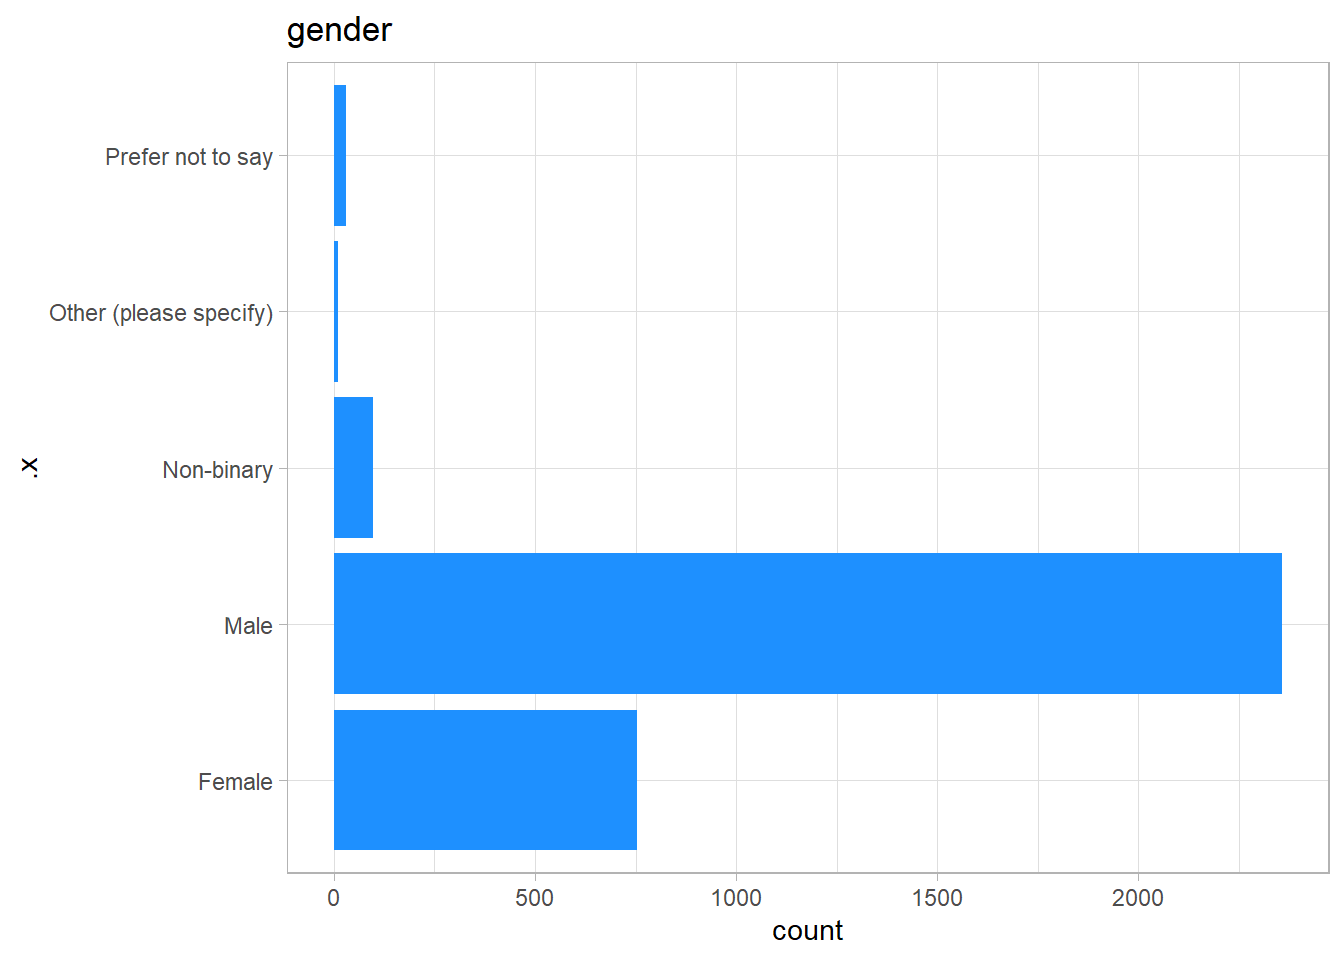 gender
Prefer not to say
Other (please specify)
Non-binary
Male
Female
.x
0 500 1000 1500 2000
count